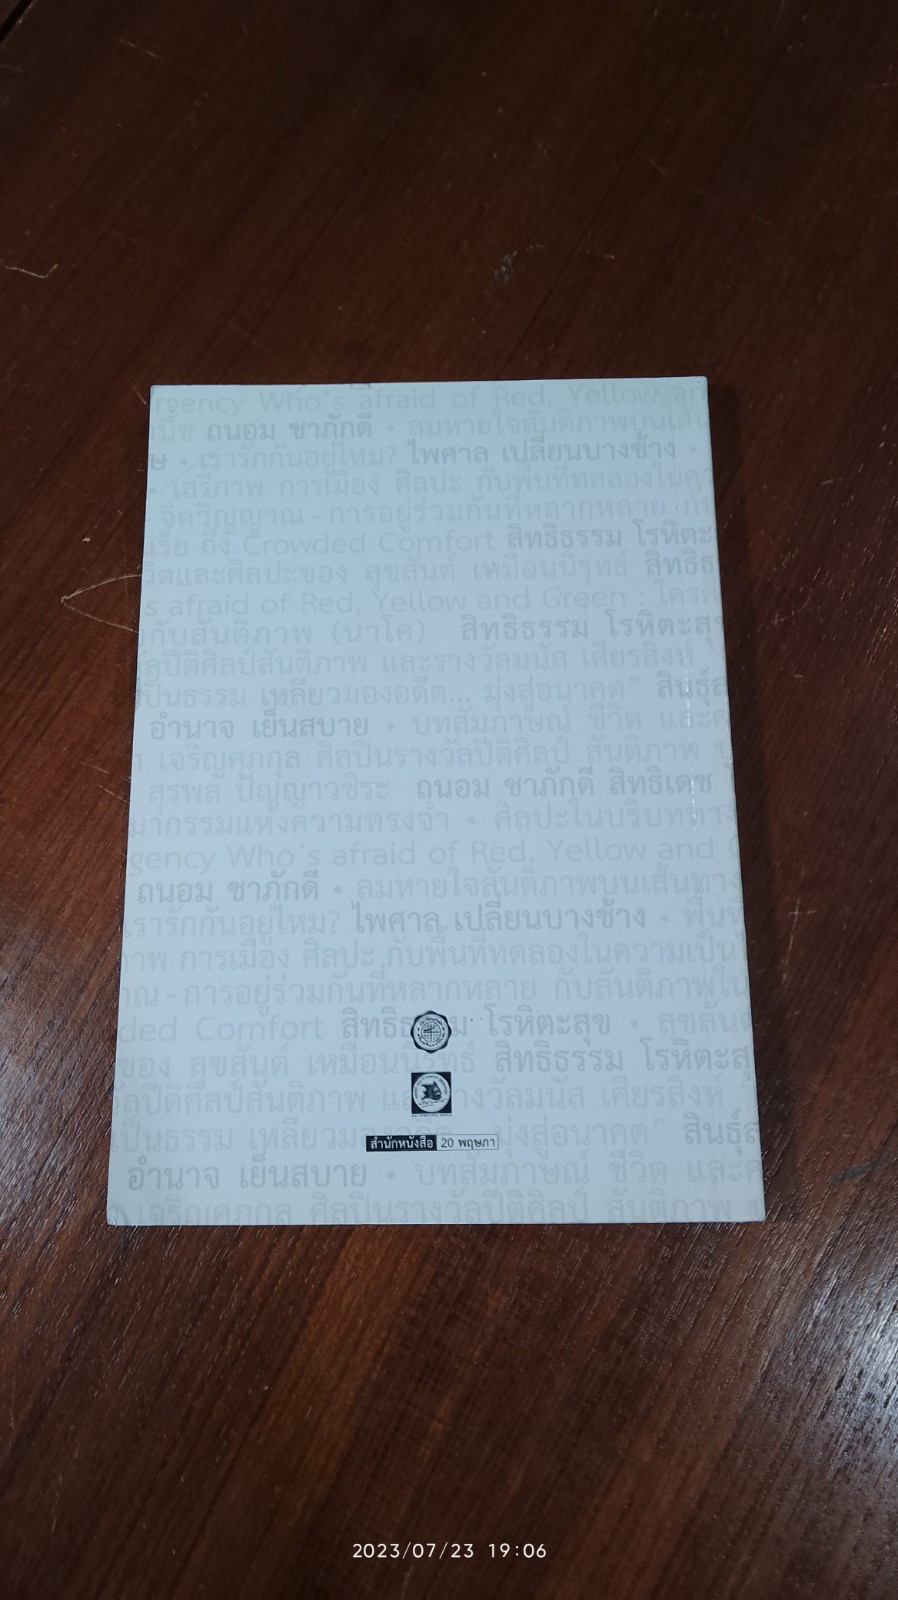 rgency Who's afraid of Red, Yellow an
นิช ถนอม ชาภักดี • ลมหายใจสันติภาพบนเส้น
ษ • เรารักกันอยู่ไหม? ไพศาล เปลี่ยนบางช้าง •
• เสรีภาพ การเมือง ศิลปะ กับพื้นที่ทดลองในคว
จิตวิญญาณ - การอยู่ร่วมกันที่หลากหลาย กับ
เรีย ถึง Crowded Comfort สิทธิธรรม โรหิตะ
วิตและศิลปะของ สุขสันต์ เหมือนนิรุทธ์ สิทธิธ
's afraid of Red, Yellow and Green : ใครก
กับสันติภาพ (นาโค) สิทธิธรรม โรหิตะสุข
ลปีติศิลป์สันติภาพ และรางวัลมนัส เศียรสิงห์
เป็นธรรม เหลียวมองอดีต... มุ่งสู่อนาคต" สินธุ์ส
อำนาจ เย็นสบาย • บทสัมภาษณ์ ชีวิต และศ
เจริญศุภกุล ศิลปินรางวัลปีติศิลป์ สันติภาพ
สุรพล ปัญญาวชิระ ถนอม ชาภักดี สิทธิเดช
มากรรมแห่งความทรงจำ • ศิลปะในบริบททาง
gency Who's afraid of Red, Yellow and G
ถนอม ชาภักดี • ลมหายใจสันติภาพบนเส้นทาง
เรารักกันอยู่ไหม? ไพศาล เปลี่ยนบางช้าง • พื้นที่
าพ การเมือง ศิลปะ กับพื้นที่ทดลองในความเป็น
าณ - การอยู่ร่วมกันที่หลากหลาย กับสันติภาพใน
ded Comfort สิทธิธรรม โรหิตะสุข • สุขสันต
ของ สุขสันต์ เหมือนนิรุทธ์ สิทธิธรรม โรหิตะสุ
ลปีติศิลป์สันติภาพ และรางวัลมนัส เศียรสิงห์
เป็นธรรม เหลียวมองอดีต... มุ่งสู่อนาคต" สินธุ์ส
สำนักหนังสือ 20 พฤษภา
อำนาจ เย็นสบาย • บทสัมภาษณ์ ชีวิต และศ
เจริญศุภกุล ศิลปินรางวัลปีติศิลป์ สันติภาพ
2023/07/23 19:06